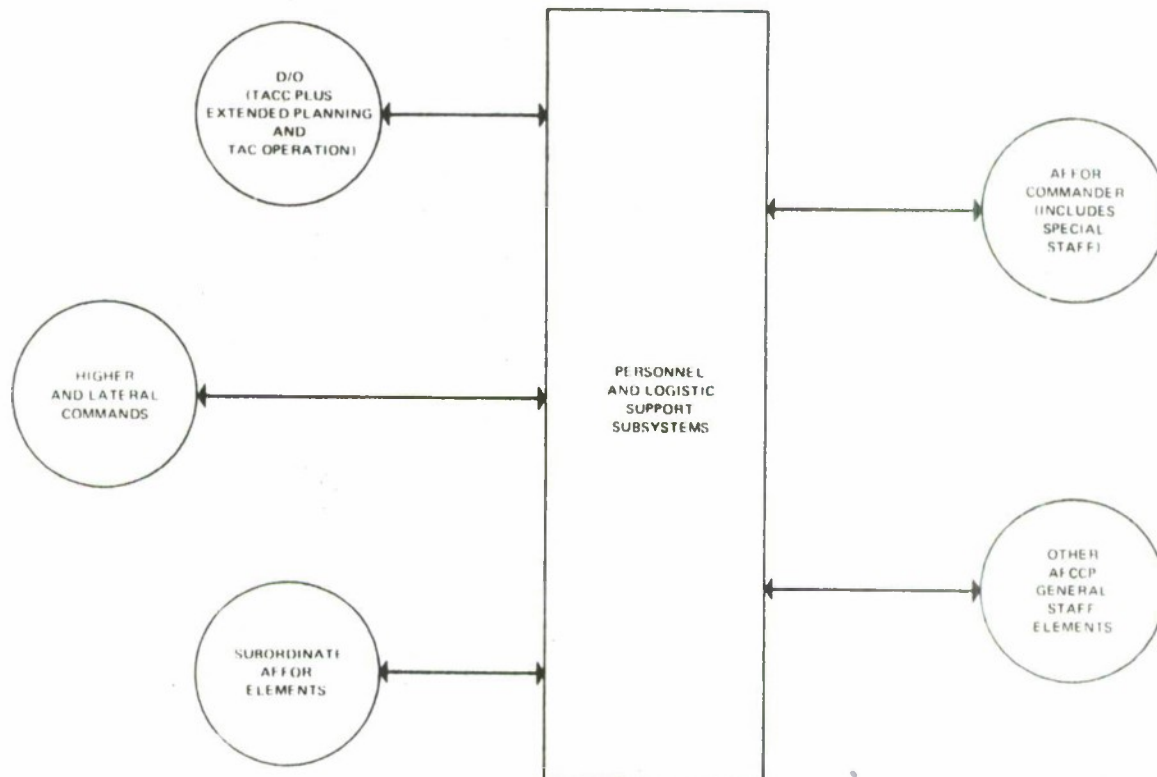 D/O
(TACC PLUS
EXTENDED PLANNING
AND
TAC OPERATION)
HIGHER
AND LATERAL
COMMANDS
SUBORDINATE
AFFOR
ELEMENTS
PERSONNEL
AND LOGISTIC
SUPPORT
SUBSYSTEMS
AFFOR
COMMANDER
(INCLUDES
SPECIAL
STAFF)
OTHER
AFCCP
GENERAL
STAFF
ELEMENTS